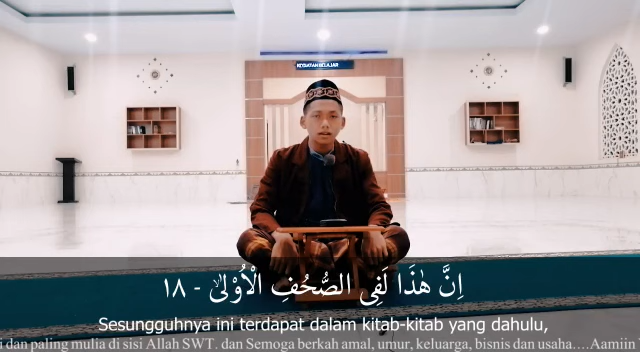 KEGIATAN BELAJAR
اِنَّ هٰذَا لَفِى الصُّحُفِ الْاُوْلٰىۙ - ١٨
Sesungguhnya ini terdapat dalam kitab-kitab yang dahulu,
i dan paling mulia di sisi Allah SWT. dan Semoga berkah amal, umur, keluarga, bisnis dan usaha….Aamiin